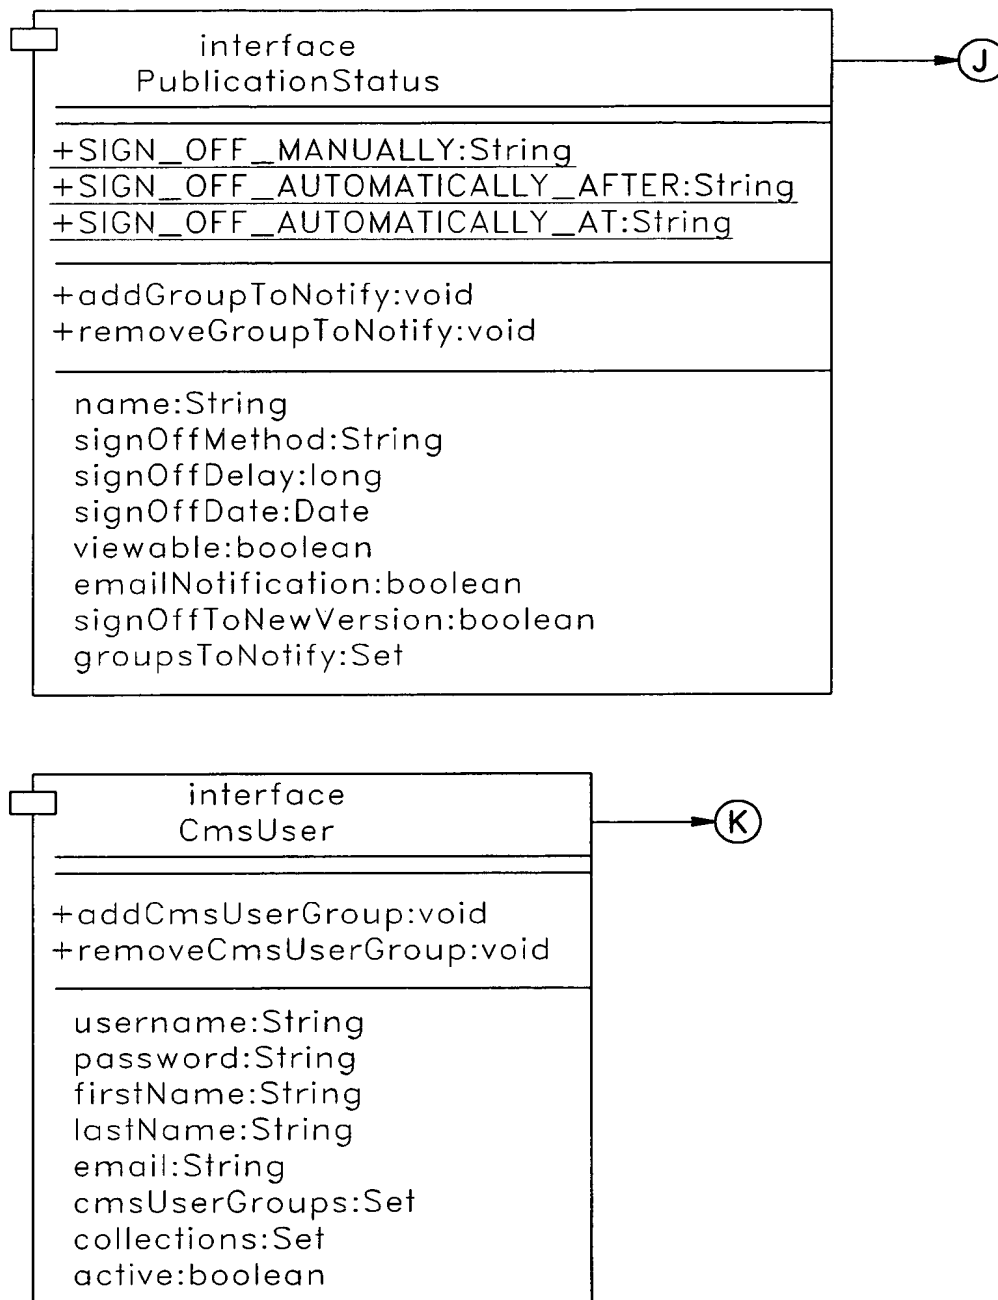 interface
PublicationStatus
J
+SIGN_OFF_MANUALLY:String
+SIGN_OFF_AUTOMATICALLY_AFTER:String
+SIGN_OFF_AUTOMATICALLY_AT:String
+addGroupToNotify:void
+removeGroupToNotify:void
name:String
signOffMethod:String
signOffDelay:long
signOffDate:Date
viewable:boolean
emailNotification:boolean
signOffToNewVersion:boolean
groupsToNotify:Set
interface
CmsUser
K
+addCmsUserGroup:void
+removeCmsUserGroup:void
username:String
password:String
firstName:String
lastName:String
email:String
cmsUserGroups:Set
collections:Set
active:boolean